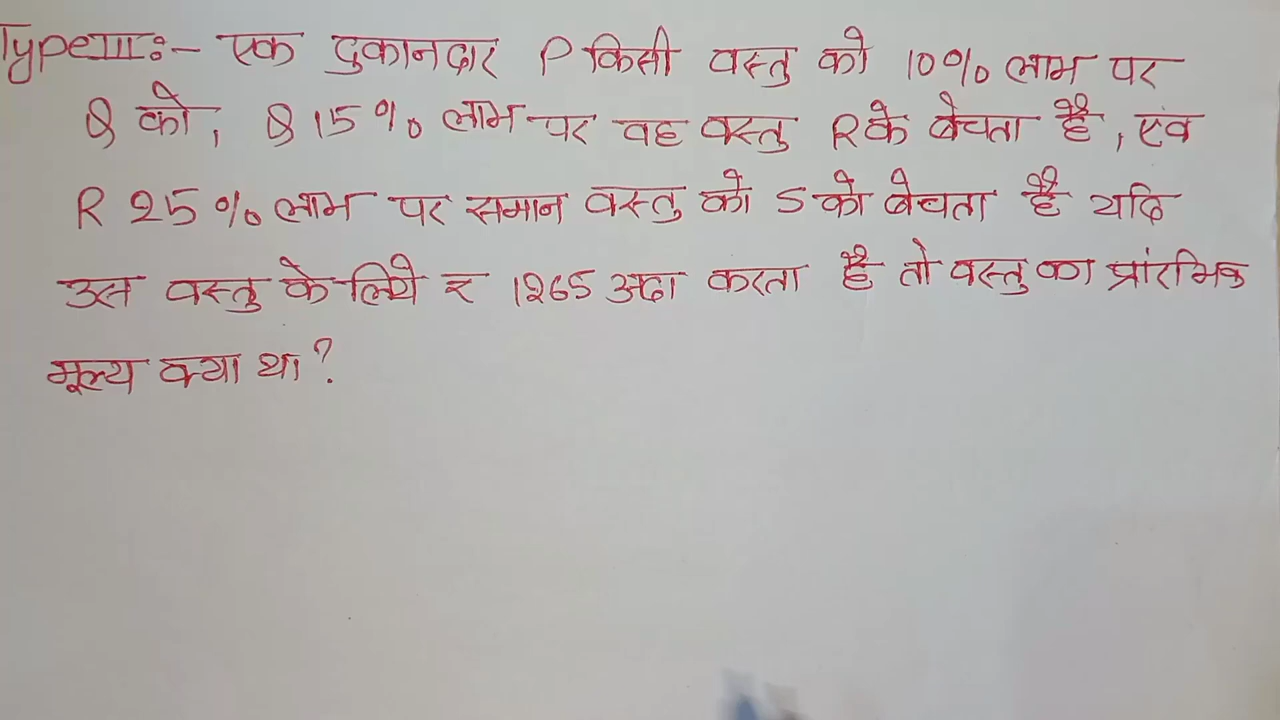 TypeIII:- एक दुकानदार P किसी वस्तु को 10% लाभ पर
Q को, Q 15% लाभ पर वह वस्तु R के बेचता है, एंव
R 25% लाभ पर समान वस्तु को S को बेचता है यदि
उस वस्तु के लिये ₹ 1265 अदा करता है तो वस्तु का प्रांरभिक
मूल्य क्या था?